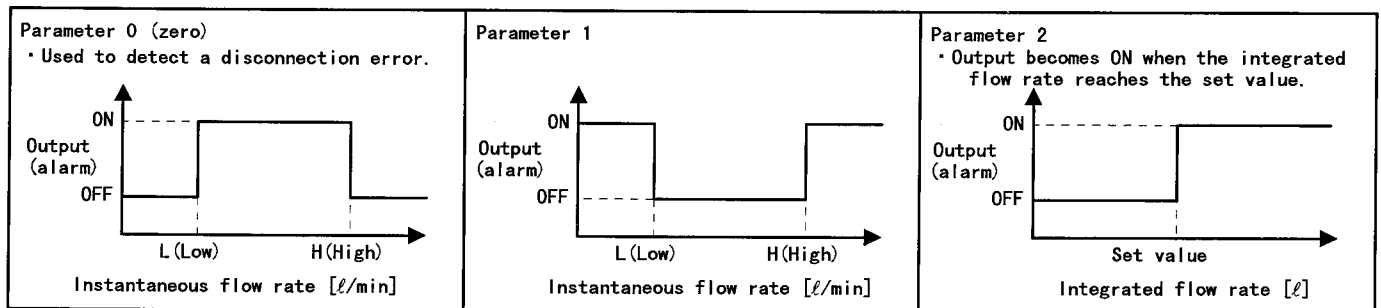 Parameter 0 (zero)
・Used to detect a disconnection error.
ON
Output
(alarm)
OFF
L(Low)
H(High)
Instantaneous flow rate [ℓ/min]
Parameter 1
ON
Output
(alarm)
OFF
L(Low)
H(High)
Instantaneous flow rate [ℓ/min]
Parameter 2
・Output becomes ON when the integrated
flow rate reaches the set value.
ON
Output
(alarm)
OFF
Set value
Integrated flow rate [ℓ]